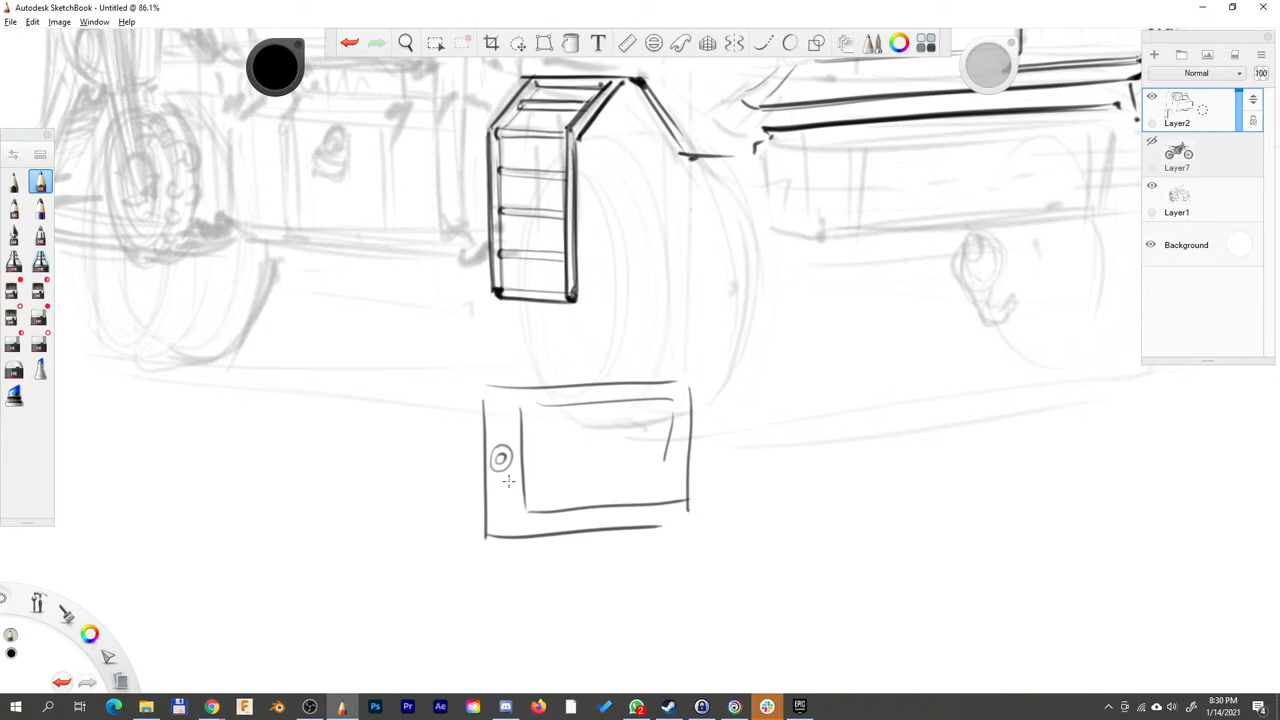 Autodesk SketchBook - Untitled @ 86.1%
File Edit Image Window Help
Normal
100
Layer2
Layer7
Layer1
Background
8:30 PM
1/14/2021